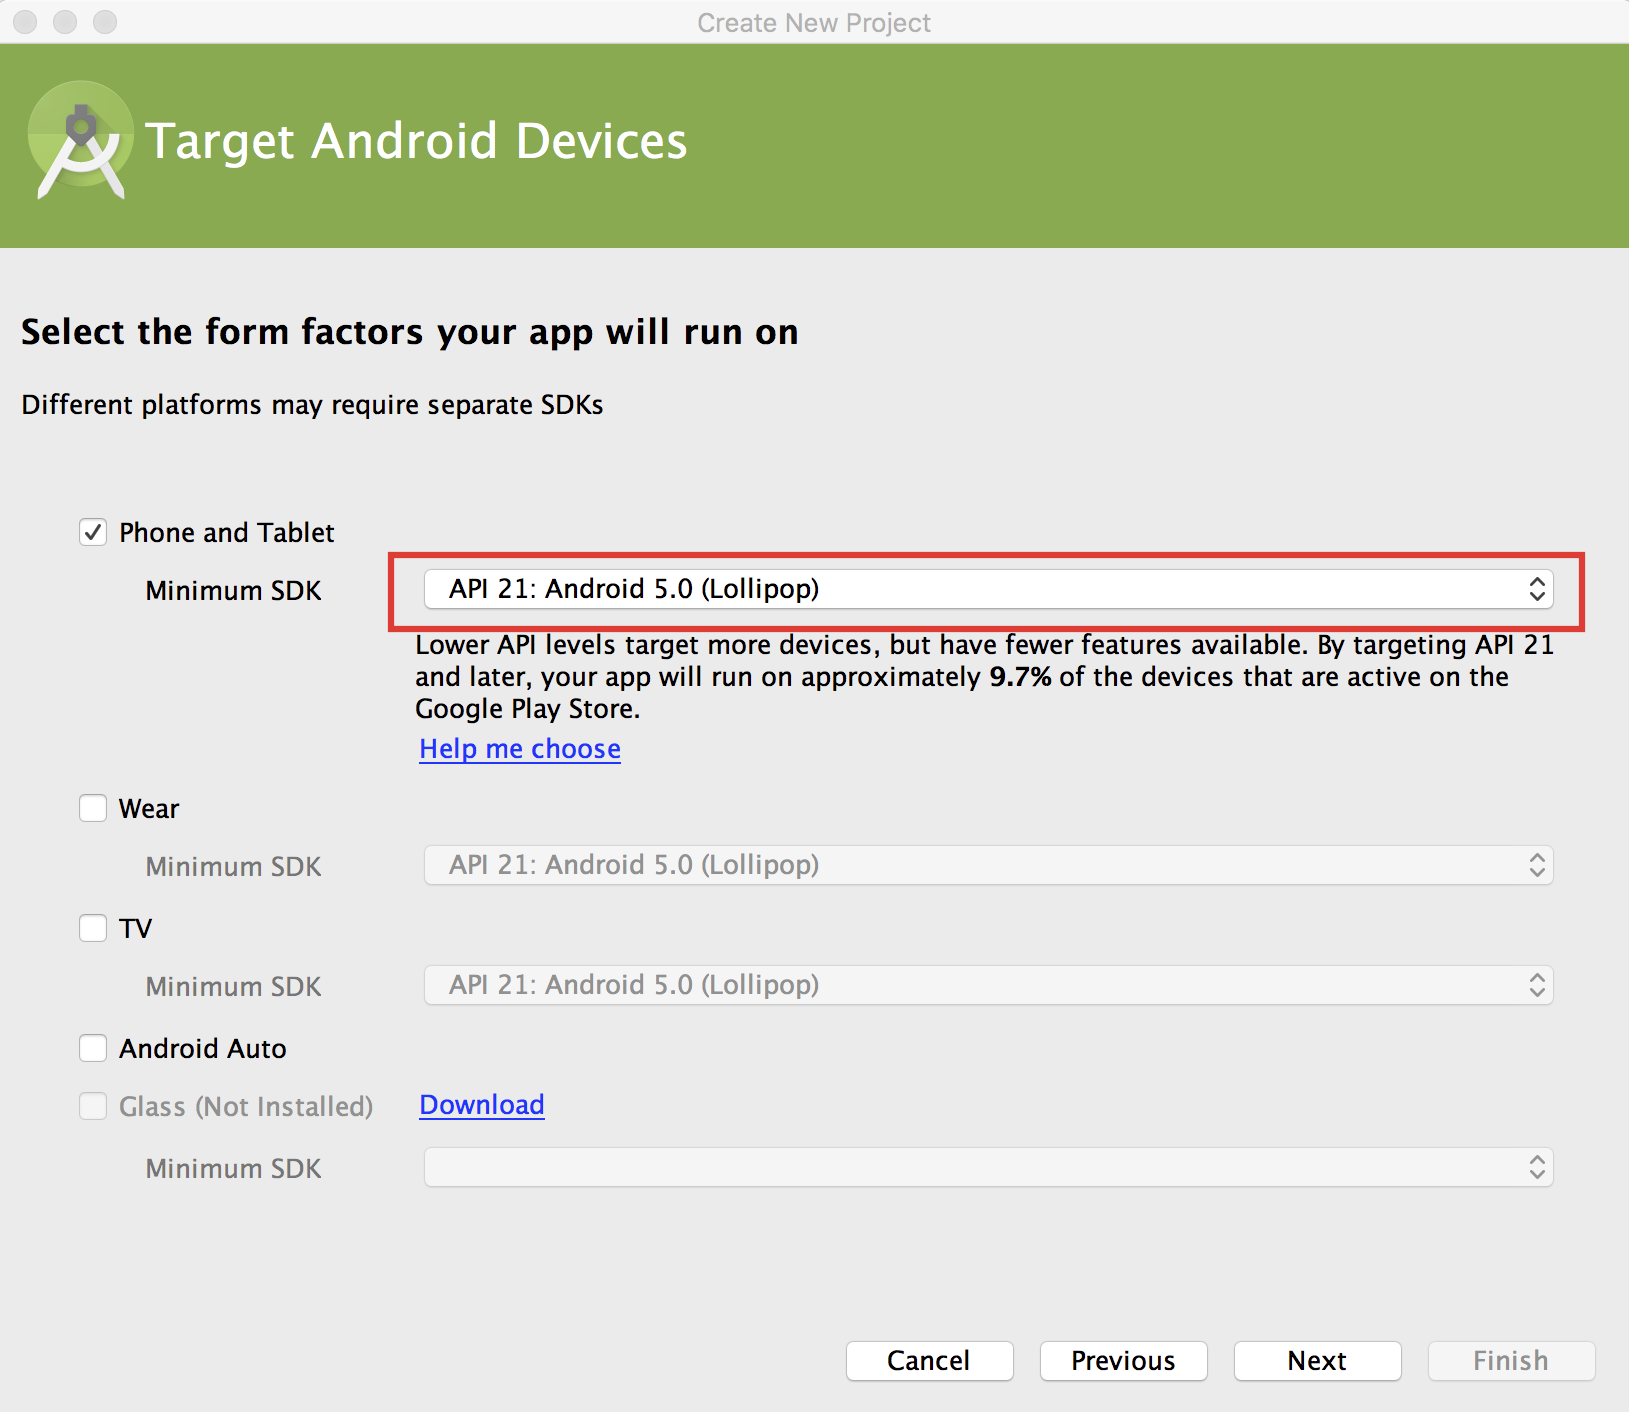 Create New Project
Target Android Devices
Select the form factors your app will run on
Different platforms may require separate SDKs
Phone and Tablet
Minimum SDK
API 21: Android 5.0 (Lollipop)
Lower API levels target more devices, but have fewer features available. By targeting API 21
and later, your app will run on approximately 9.7% of the devices that are active on the
Google Play Store.
Help me choose
Wear
Minimum SDK
API 21: Android 5.0 (Lollipop)
TV
Minimum SDK
API 21: Android 5.0 (Lollipop)
Android Auto
Glass (Not Installed)
Download
Minimum SDK
Cancel
Previous
Next
Finish